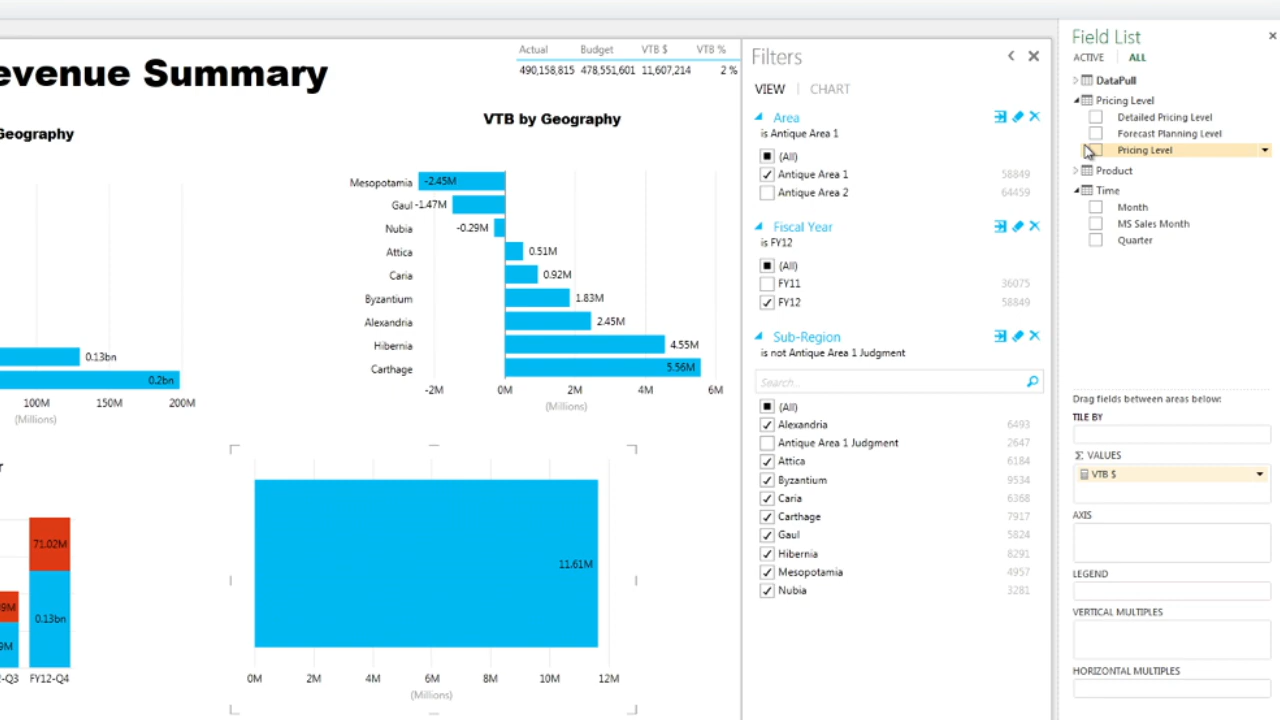 evenue Summary
Actual Budget VTB $ VTB %
490,158,815 478,551,601 11,607,214 2 %
Geography
0.13bn
0.2bn
100M 150M 200M
(Millions)
VTB by Geography
Mesopotamia -2.45M
Gaul -1.47M
Nubia -0.29M
Attica 0.51M
Caria 0.92M
Byzantium 1.83M
Alexandria 2.45M
Hibernia 4.55M
Carthage 5.56M
-2M 0M 2M 4M 6M
(Millions)
r
71.02M
9M
0.13bn
9M
-Q3 FY12-Q4
11.61M
0M 2M 4M 6M 8M 10M 12M
(Millions)
Filters
VIEW | CHART
Area
is Antique Area 1
(All)
Antique Area 1 58849
Antique Area 2 64459
Fiscal Year
is FY12
(All)
FY11 36075
FY12 58849
Sub-Region
is not Antique Area 1 Judgment
Search...
(All)
Alexandria 6493
Antique Area 1 Judgment 2647
Attica 6184
Byzantium 9534
Caria 6368
Carthage 7917
Gaul 5824
Hibernia 8291
Mesopotamia 4957
Nubia 3281
Field List
ACTIVE | ALL
DataPull
Pricing Level
Detailed Pricing Level
Forecast Planning Level
Pricing Level
Product
Time
Month
MS Sales Month
Quarter
Drag fields between areas below:
TILE BY
Σ VALUES
VTB $
AXIS
LEGEND
VERTICAL MULTIPLES
HORIZONTAL MULTIPLES